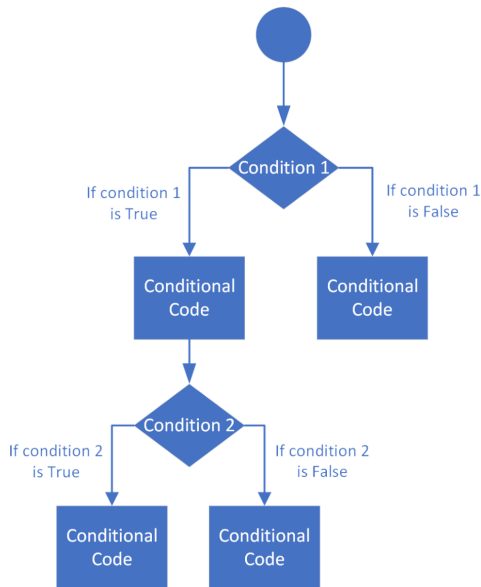 Condition 1
If condition 1
is True
If condition 1
is False
Conditional
Code
Conditional
Code
Condition 2
If condition 2
is True
If condition 2
is False
Conditional
Code
Conditional
Code